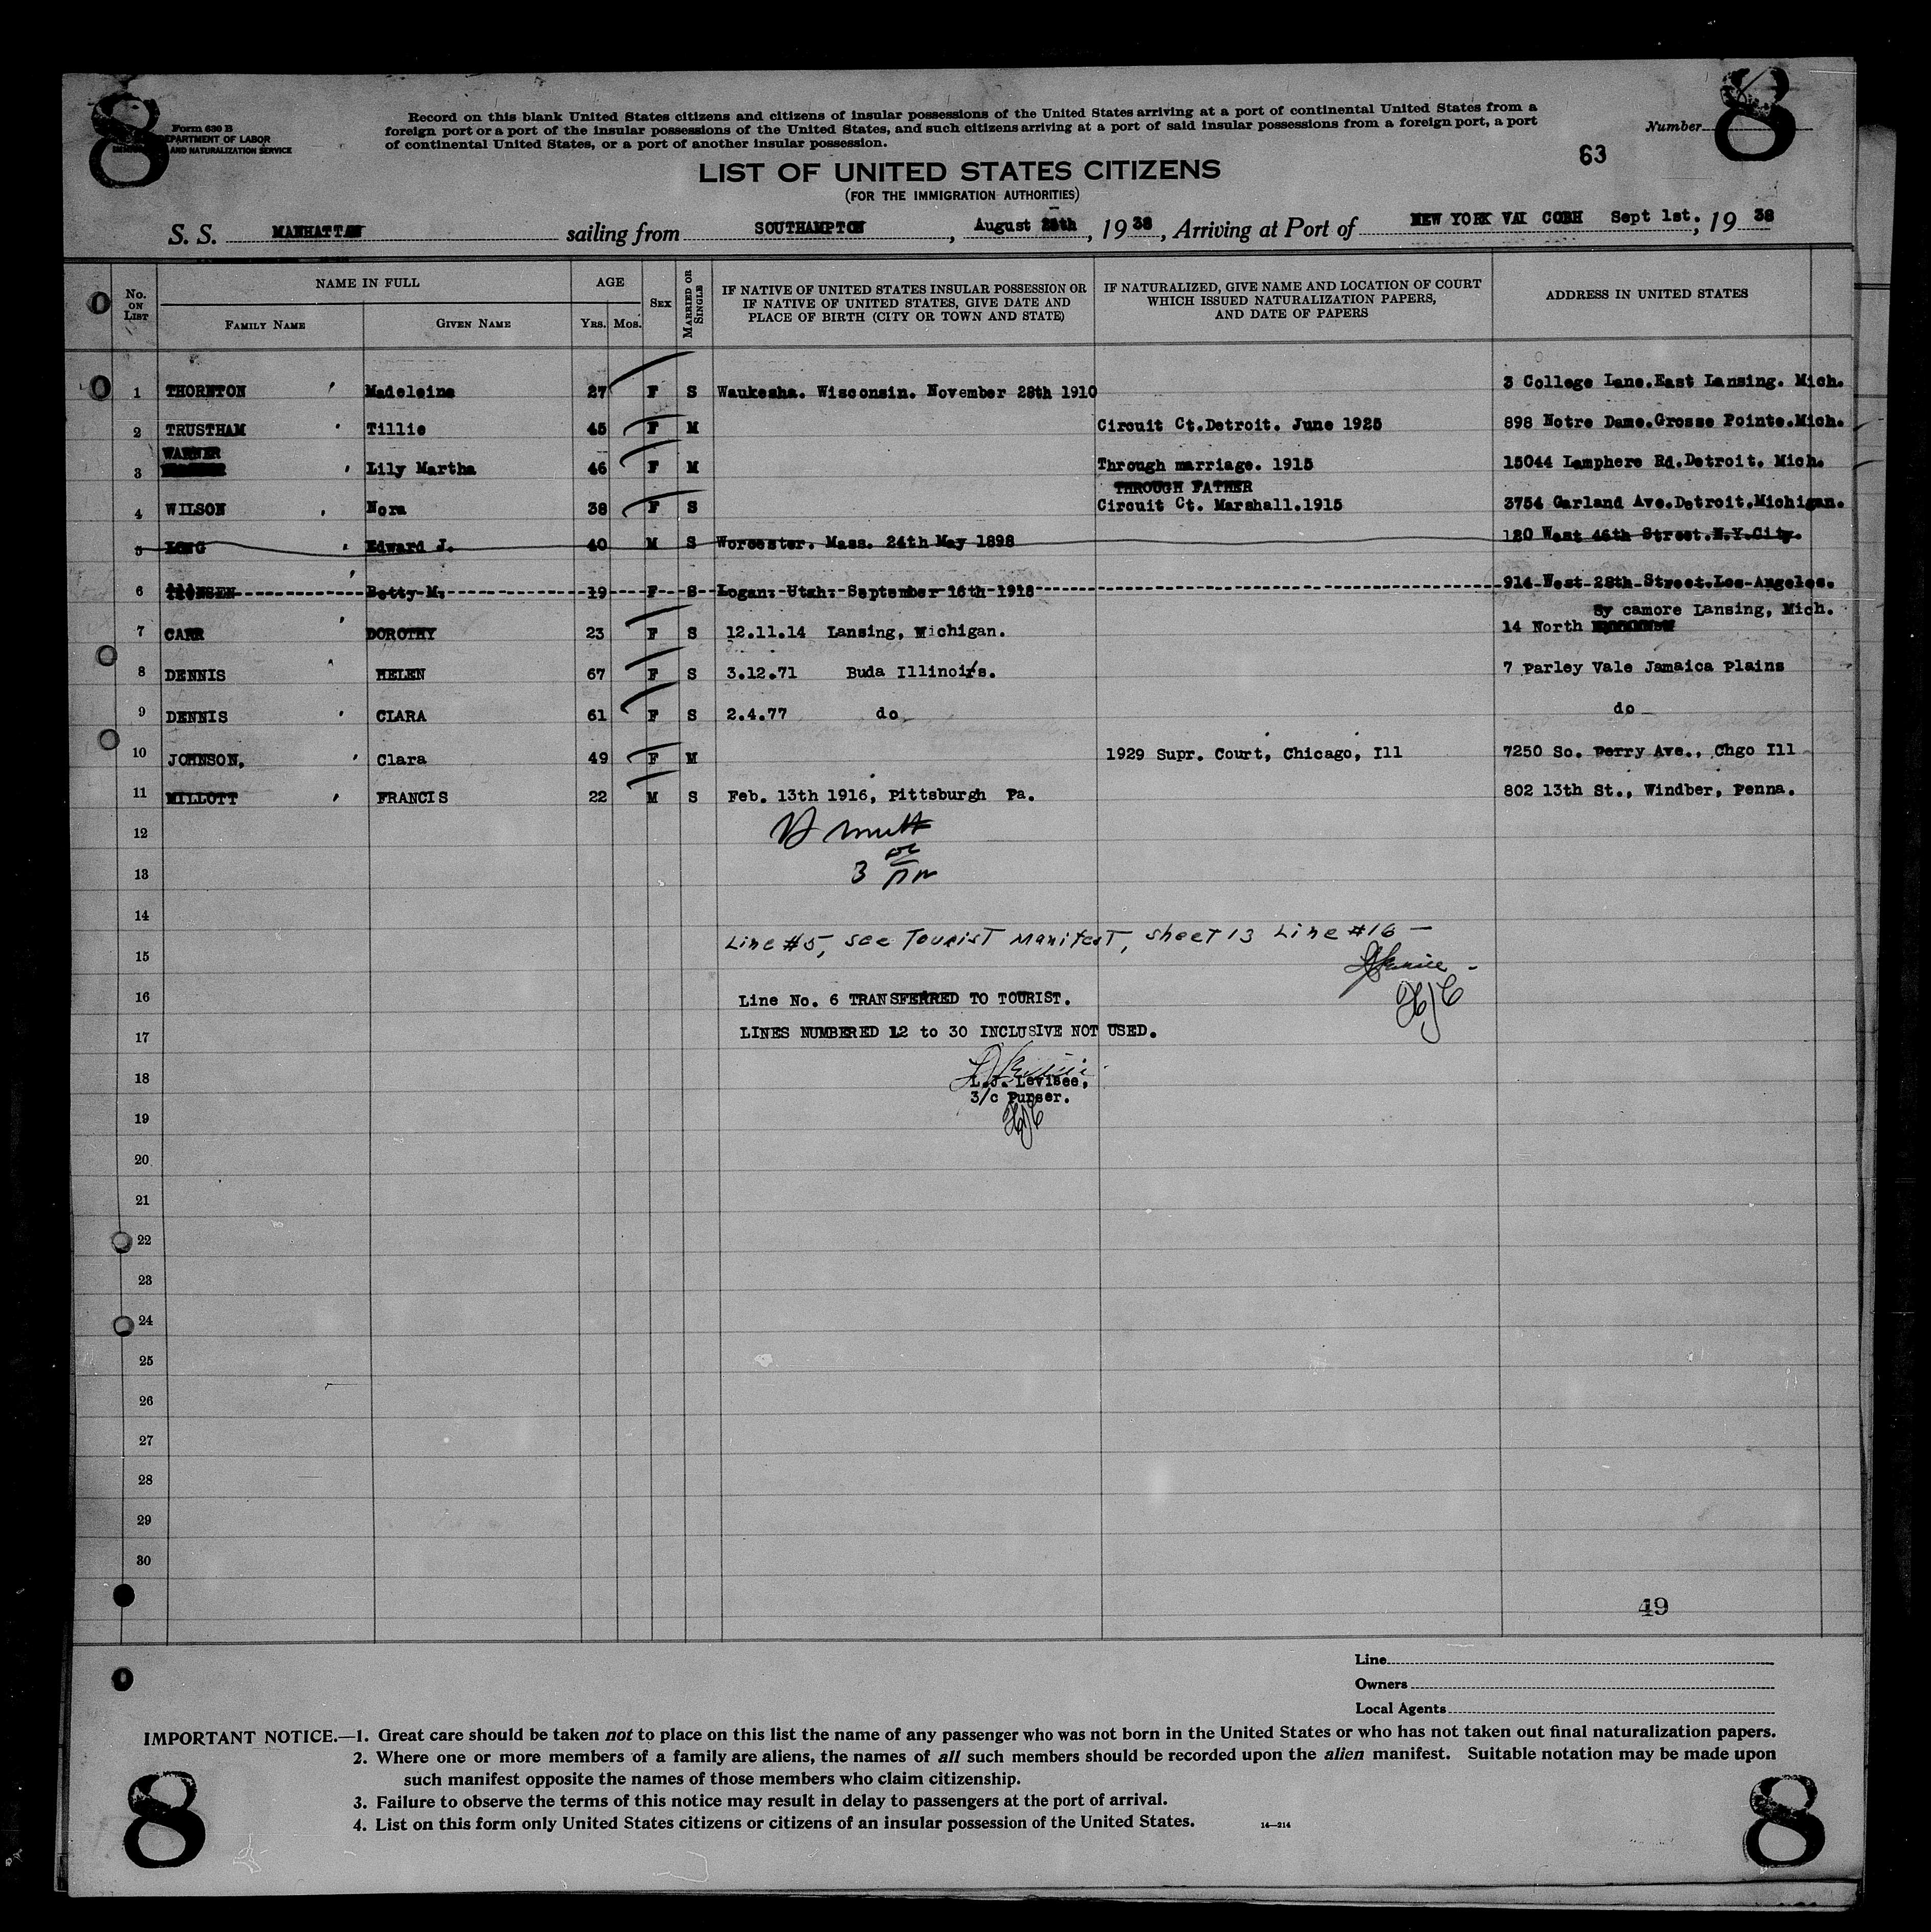 8
8
Form 630 B
DEPARTMENT OF LABOR
AND NATURALIZATION SERVICE
Record on this blank United States citizens and citizens of insular possessions of the United States arriving at a port of continental United States from a
foreign port or a port of the insular possessions of the United States, and such citizens arriving at a port of said insular possessions from a foreign port, a port
of continental United States, or a port of another insular possession.
Number
63
LIST OF UNITED STATES CITIZENS
(FOR THE IMMIGRATION AUTHORITIES)
S. S. MANHATTAN sailing from SOUTHAMPTON, August 25th, 1938, Arriving at Port of NEW YORK VAI COBH Sept 1st., 1938
No. ON LIST
NAME IN FULL
FAMILY NAME GIVEN NAME
AGE
YRS. MOS.
SEX
MARRIED OR SINGLE
IF NATIVE OF UNITED STATES INSULAR POSSESSION OR
IF NATIVE OF UNITED STATES, GIVE DATE AND
PLACE OF BIRTH (CITY OR TOWN AND STATE)
IF NATURALIZED, GIVE NAME AND LOCATION OF COURT
WHICH ISSUED NATURALIZATION PAPERS,
AND DATE OF PAPERS
ADDRESS IN UNITED STATES
1 THORNTON Madeleine 27 F S Waukesha. Wisconsin. November 28th 1910 3 College Lane.East Lansing. Mich.
2 TRUSTHAM Tillie 45 F M Circuit Ct.Detroit. June 1925 898 Notre Dame.Grosse Pointe.Mich.
WARNER
3 Lily Martha 46 F M Through marriage. 1915 15044 Lamphere Rd.Detroit. Mich.
THROUGH FATHER
4 WILSON Nora 38 F S Circuit Ct. Marshall.1915 3754 Garland Ave.Detroit.Michigan.
5 LONG Edward J. 40 M S Worcester. Mass. 24th May 1898 120 West 46th Street.N.Y.City.
6 Betty M. 19 F S Logan. Utah. September 16th 1918 914 West 28th Street.Los Angeles.
Sy camore Lansing, Mich.
7 CARR DOROTHY 23 F S 12.11.14 Lansing, Michigan. 14 North
8 DENNIS HELEN 67 F S 3.12.71 Buda Illinois. 7 Parley Vale Jamaica Plains
9 DENNIS CLARA 61 F S 2.4.77 do do
10 JOHNSON, Clara 49 F M 1929 Supr. Court, Chicago, Ill 7250 So. Perry Ave., Chgo Ill
11 MILLOTT FRANCIS 22 M S Feb. 13th 1916, Pittsburgh Pa. 802 13th St., Windber, Penna.
12
13 3
14
Line #5, see Tourist Manifest, sheet 13 Line #16 —
15
16 Line No. 6 TRANSFERRED TO TOURIST.
17 LINES NUMBERED 12 to 30 INCLUSIVE NOT USED.
18 L.J. Levisee,
3/c Purser.
19
20
21
22
23
24
25
26
27
28
29
30
49
Line
Owners
Local Agents
IMPORTANT NOTICE.—1. Great care should be taken not to place on this list the name of any passenger who was not born in the United States or who has not taken out final naturalization papers.
2. Where one or more members of a family are aliens, the names of all such members should be recorded upon the alien manifest. Suitable notation may be made upon
such manifest opposite the names of those members who claim citizenship.
3. Failure to observe the terms of this notice may result in delay to passengers at the port of arrival.
4. List on this form only United States citizens or citizens of an insular possession of the United States.
14—214
8
8